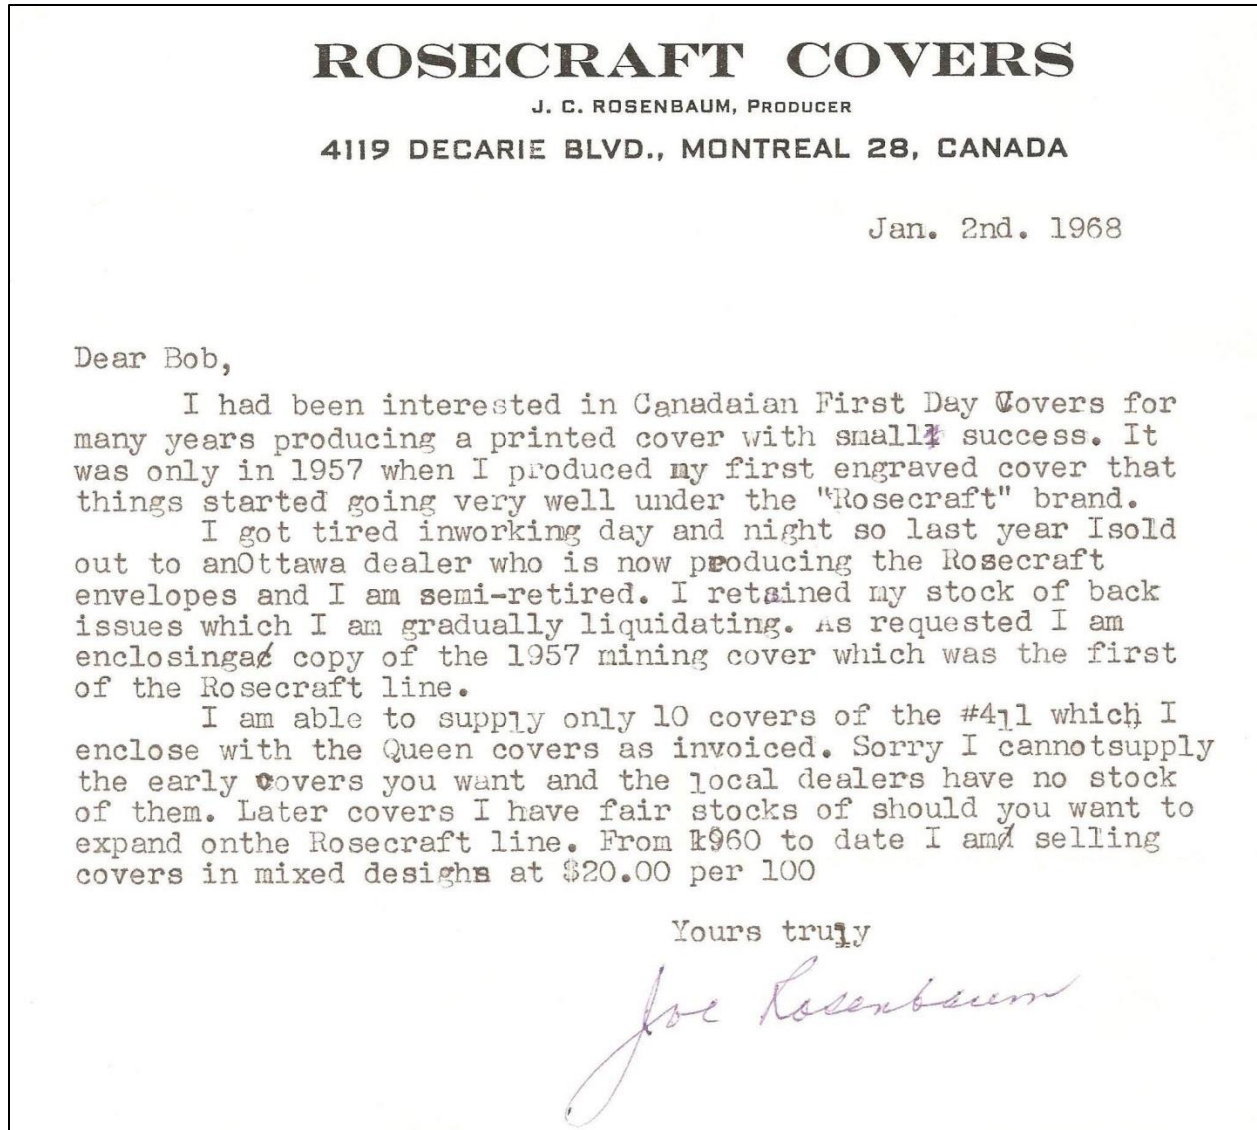 ROSECRAFT COVERS
J. C. ROSENBAUM, PRODUCER
4119 DECARIE BLVD., MONTREAL 28, CANADA
Jan. 2nd. 1968
Dear Bob,
I had been interested in Canadaian First Day Covers for
many years producing a printed cover with small success. It
was only in 1957 when I produced my first engraved cover that
things started going very well under the "Rosecraft" brand.
I got tired inworking day and night so last year Isold
out to anOttawa dealer who is now producing the Rosecraft
envelopes and I am semi-retired. I retained my stock of back
issues which I am gradually liquidating. As requested I am
enclosinga copy of the 1957 mining cover which was the first
of the Rosecraft line.
I am able to supply only 10 covers of the #411 which I
enclose with the Queen covers as invoiced. Sorry I cannotsupply
the early covers you want and the local dealers have no stock
of them. Later covers I have fair stocks of should you want to
expand onthe Rosecraft line. From 1960 to date I am selling
covers in mixed desighs at $20.00 per 100
Yours truly
Joe Rosenbaum